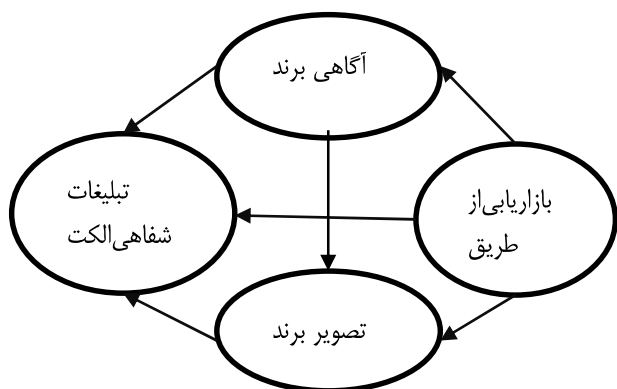 آگاهی برند
بازاریابی‌از
طریق
تبلیغات
شفاهی‌الکت
تصویر برند